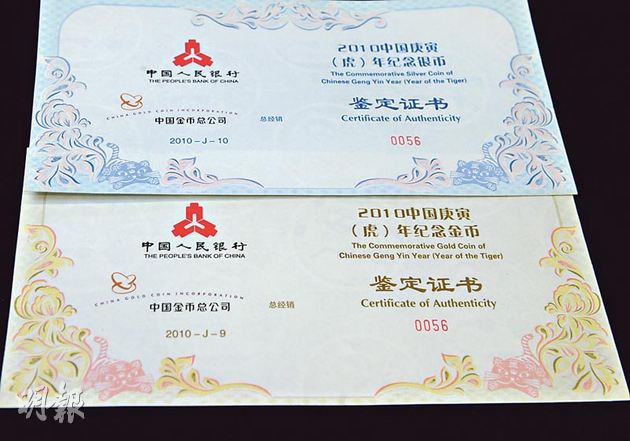 中国人民银行
THE PEOPLE'S BANK OF CHINA
CHINA GOLD COIN INCORPORATION
中国金币总公司
总经销
2010-J-10
2010中国庚寅
（虎）年纪念银币
The Commemorative Silver Coin of
Chinese Geng Yin Year (Year of the Tiger)
鉴定证书
Certificate of Authenticity
0056
中国人民银行
THE PEOPLE'S BANK OF CHINA
CHINA GOLD COIN INCORPORATION
中国金币总公司
总经销
2010-J-9
2010中国庚寅
（虎）年纪念金币
The Commemorative Gold Coin of
Chinese Geng Yin Year (Year of the Tiger)
鉴定证书
Certificate of Authenticity
0056
明報